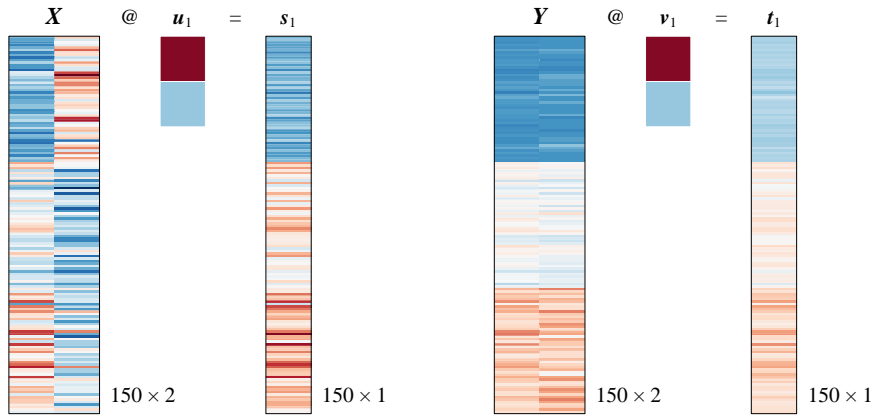 X @ u₁ = s₁ Y @ v₁ = t₁
150 × 2 150 × 1 150 × 2 150 × 1